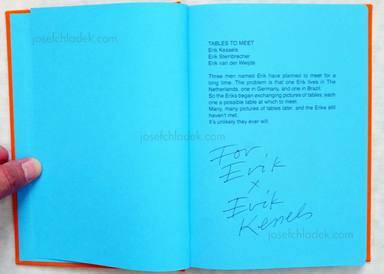 josefchladek.com
TABLES TO MEET
Erik Kessels
Erik Steinbrecher
Erik van der Weijde
Three men named Erik have planned to meet for a
long time. The problem is that one Erik lives in The
Netherlands, one in Germany, and one in Brazil.
So the Eriks began exchanging pictures of tables; each
one a possible table at which to meet.
Many, many pictures of tables later, and the Eriks still
haven't met.
It's unlikely they ever will.
josefchladek.com
For
Erik
x
Erik
Kessels
josefchladek.com